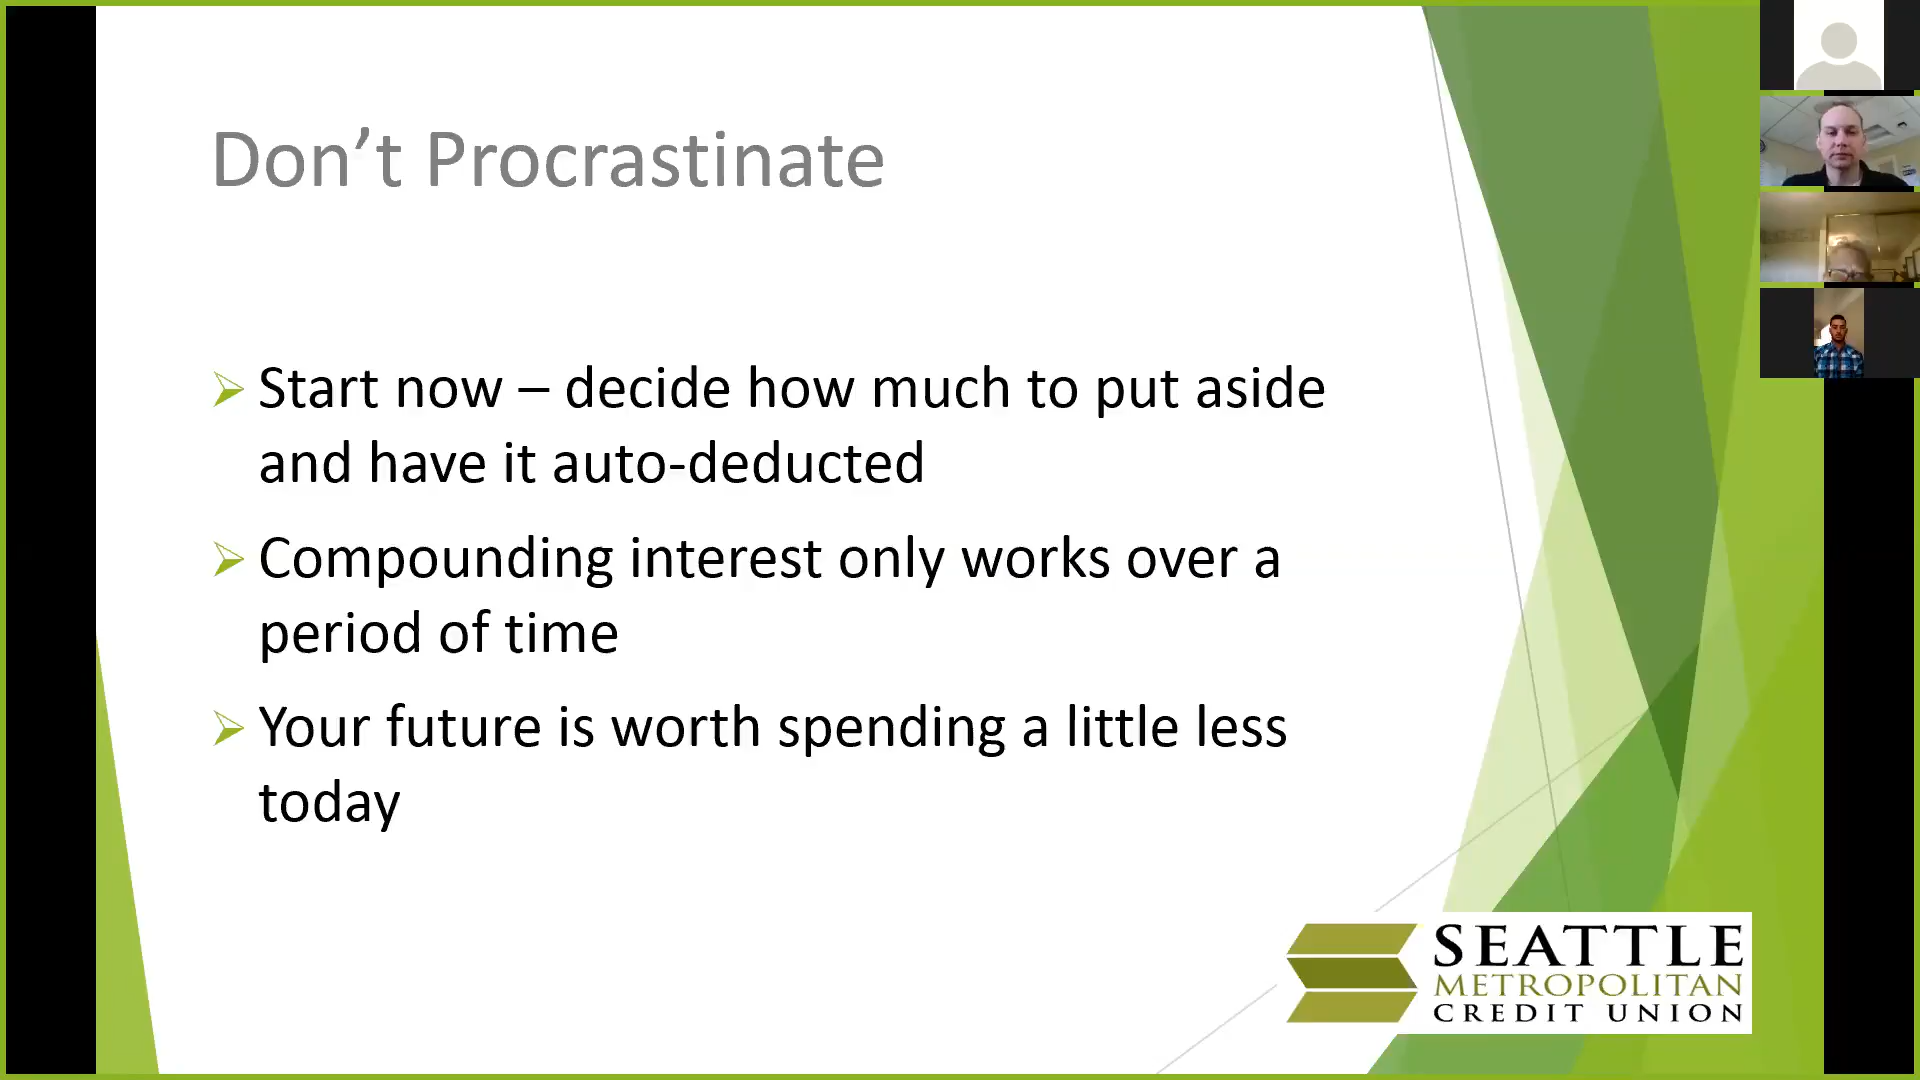 Don’t Procrastinate
Start now – decide how much to put aside
and have it auto-deducted
Compounding interest only works over a
period of time
Your future is worth spending a little less
today
SEATTLE
METROPOLITAN
CREDIT UNION